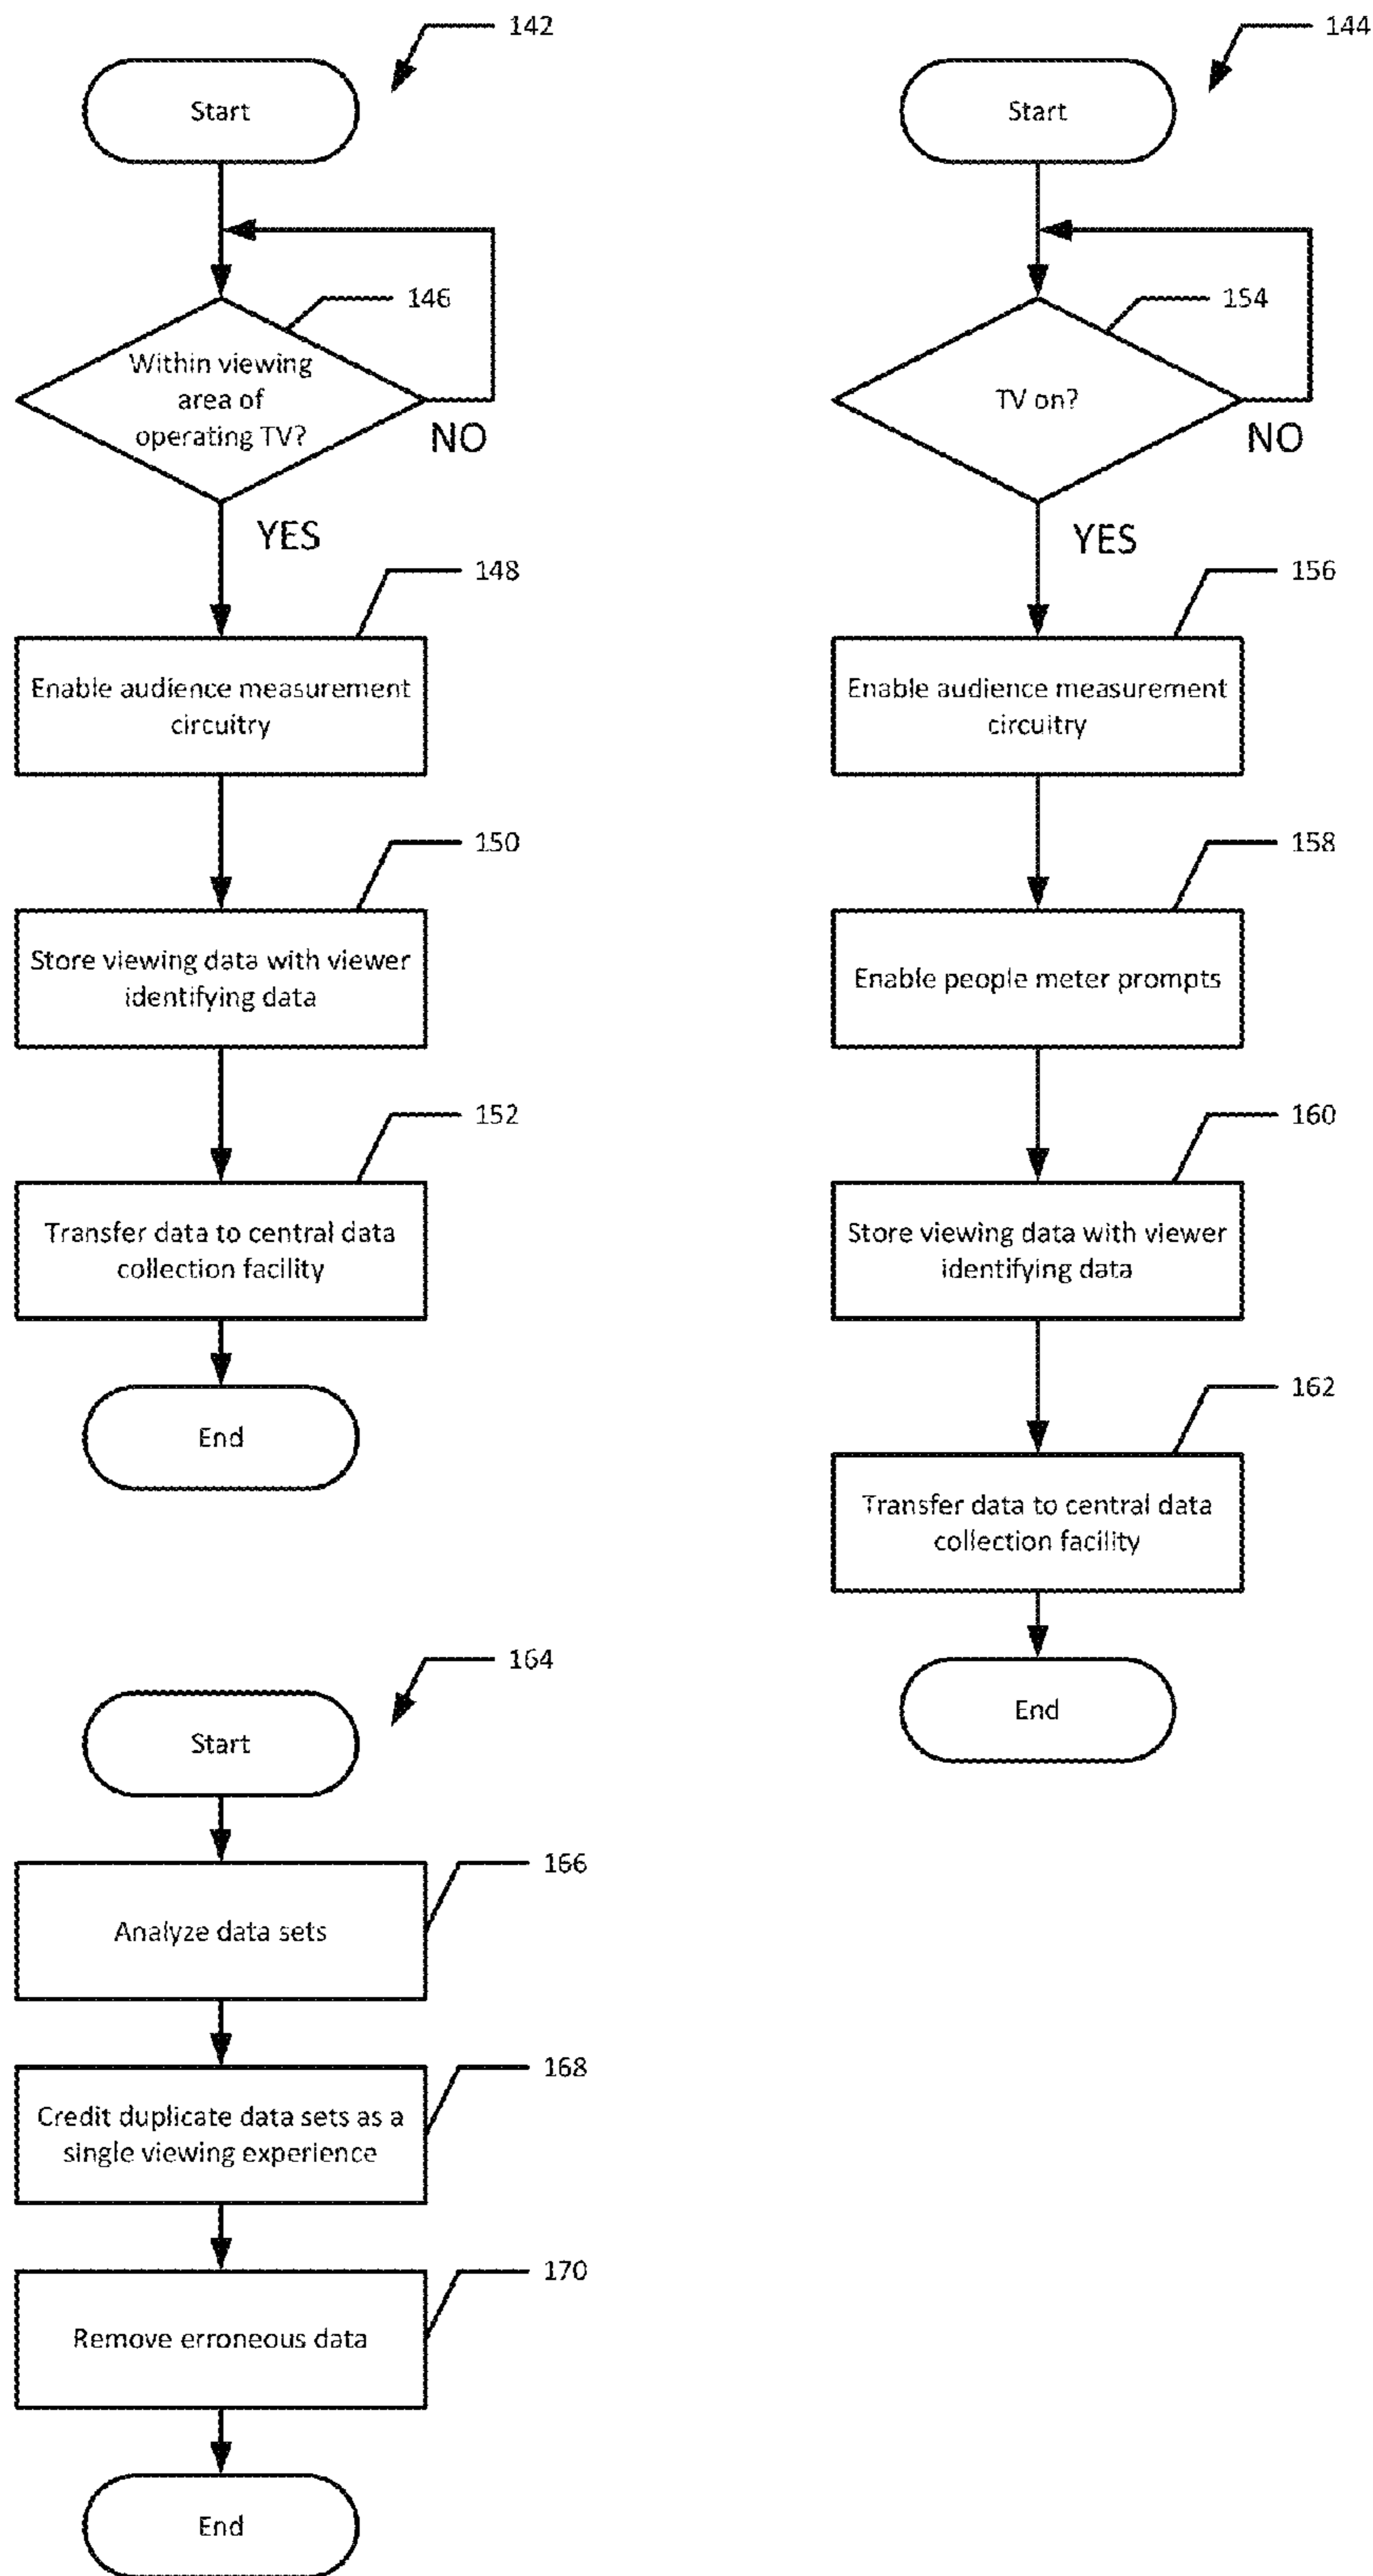 142
Start
146
Within viewing
area of
operating TV?
NO
YES
148
Enable audience measurement
circuitry
150
Store viewing data with viewer
identifying data
152
Transfer data to central data
collection facility
End
144
Start
154
TV on?
NO
YES
156
Enable audience measurement
circuitry
158
Enable people meter prompts
160
Store viewing data with viewer
identifying data
162
Transfer data to central data
collection facility
End
164
Start
166
Analyze data sets
168
Credit duplicate data sets as a
single viewing experience
170
Remove erroneous data
End